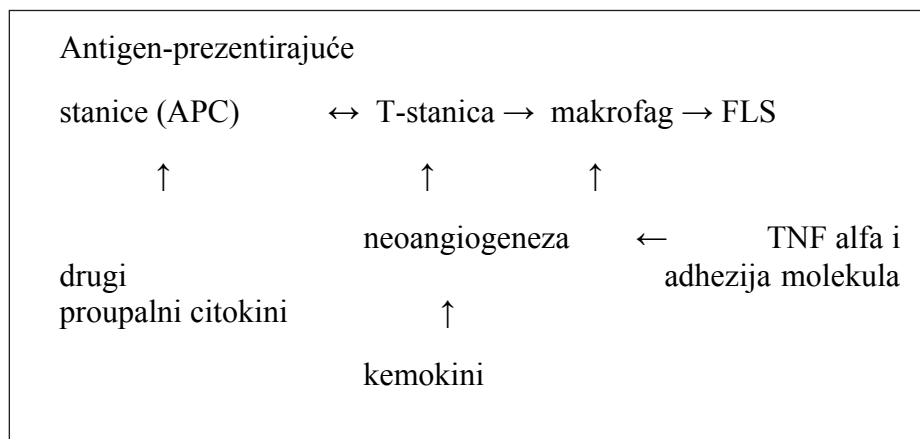 Antigen-prezentirajuće
stanice (APC) ↔ T-stanica → makrofag → FLS
↑ ↑ ↑
neoangiogeneza ← TNF alfa i
drugi adhezija molekula
proupalni citokini ↑
kemokini